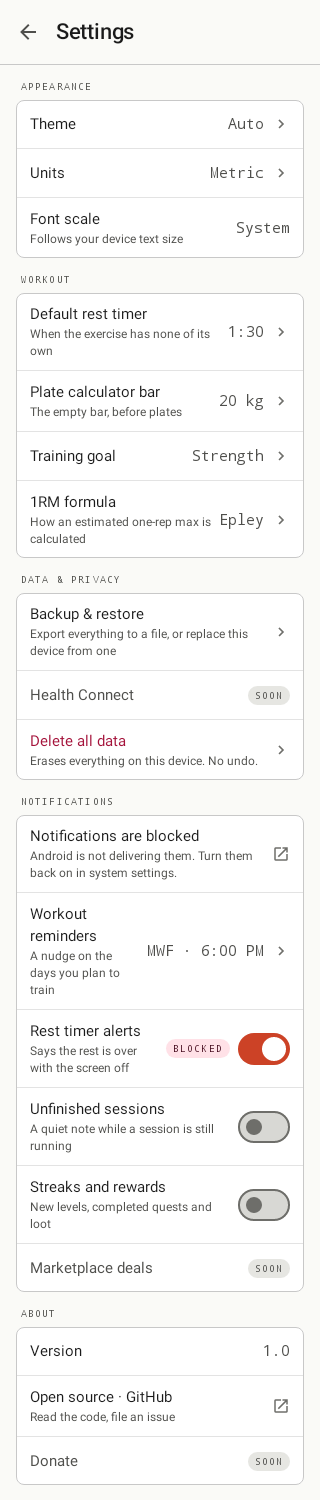 Settings
APPEARANCE
Theme
Auto
Units
Metric
Font scale
Follows your device text size
System
WORKOUT
Default rest timer
When the exercise has none of its
own
1:30
Plate calculator bar
The empty bar, before plates
20 kg
Training goal
Strength
1RM formula
How an estimated one-rep max is
calculated
Epley
DATA & PRIVACY
Backup & restore
Export everything to a file, or replace this
device from one
Health Connect
SOON
Delete all data
Erases everything on this device. No undo.
NOTIFICATIONS
Notifications are blocked
Android is not delivering them. Turn them
back on in system settings.
Workout
reminders
A nudge on the
days you plan to
train
MWF · 6:00 PM
Rest timer alerts
Says the rest is over
with the screen off
BLOCKED
Unfinished sessions
A quiet note while a session is still
running
Streaks and rewards
New levels, completed quests and
loot
Marketplace deals
SOON
ABOUT
Version
1.0
Open source · GitHub
Read the code, file an issue
Donate
SOON